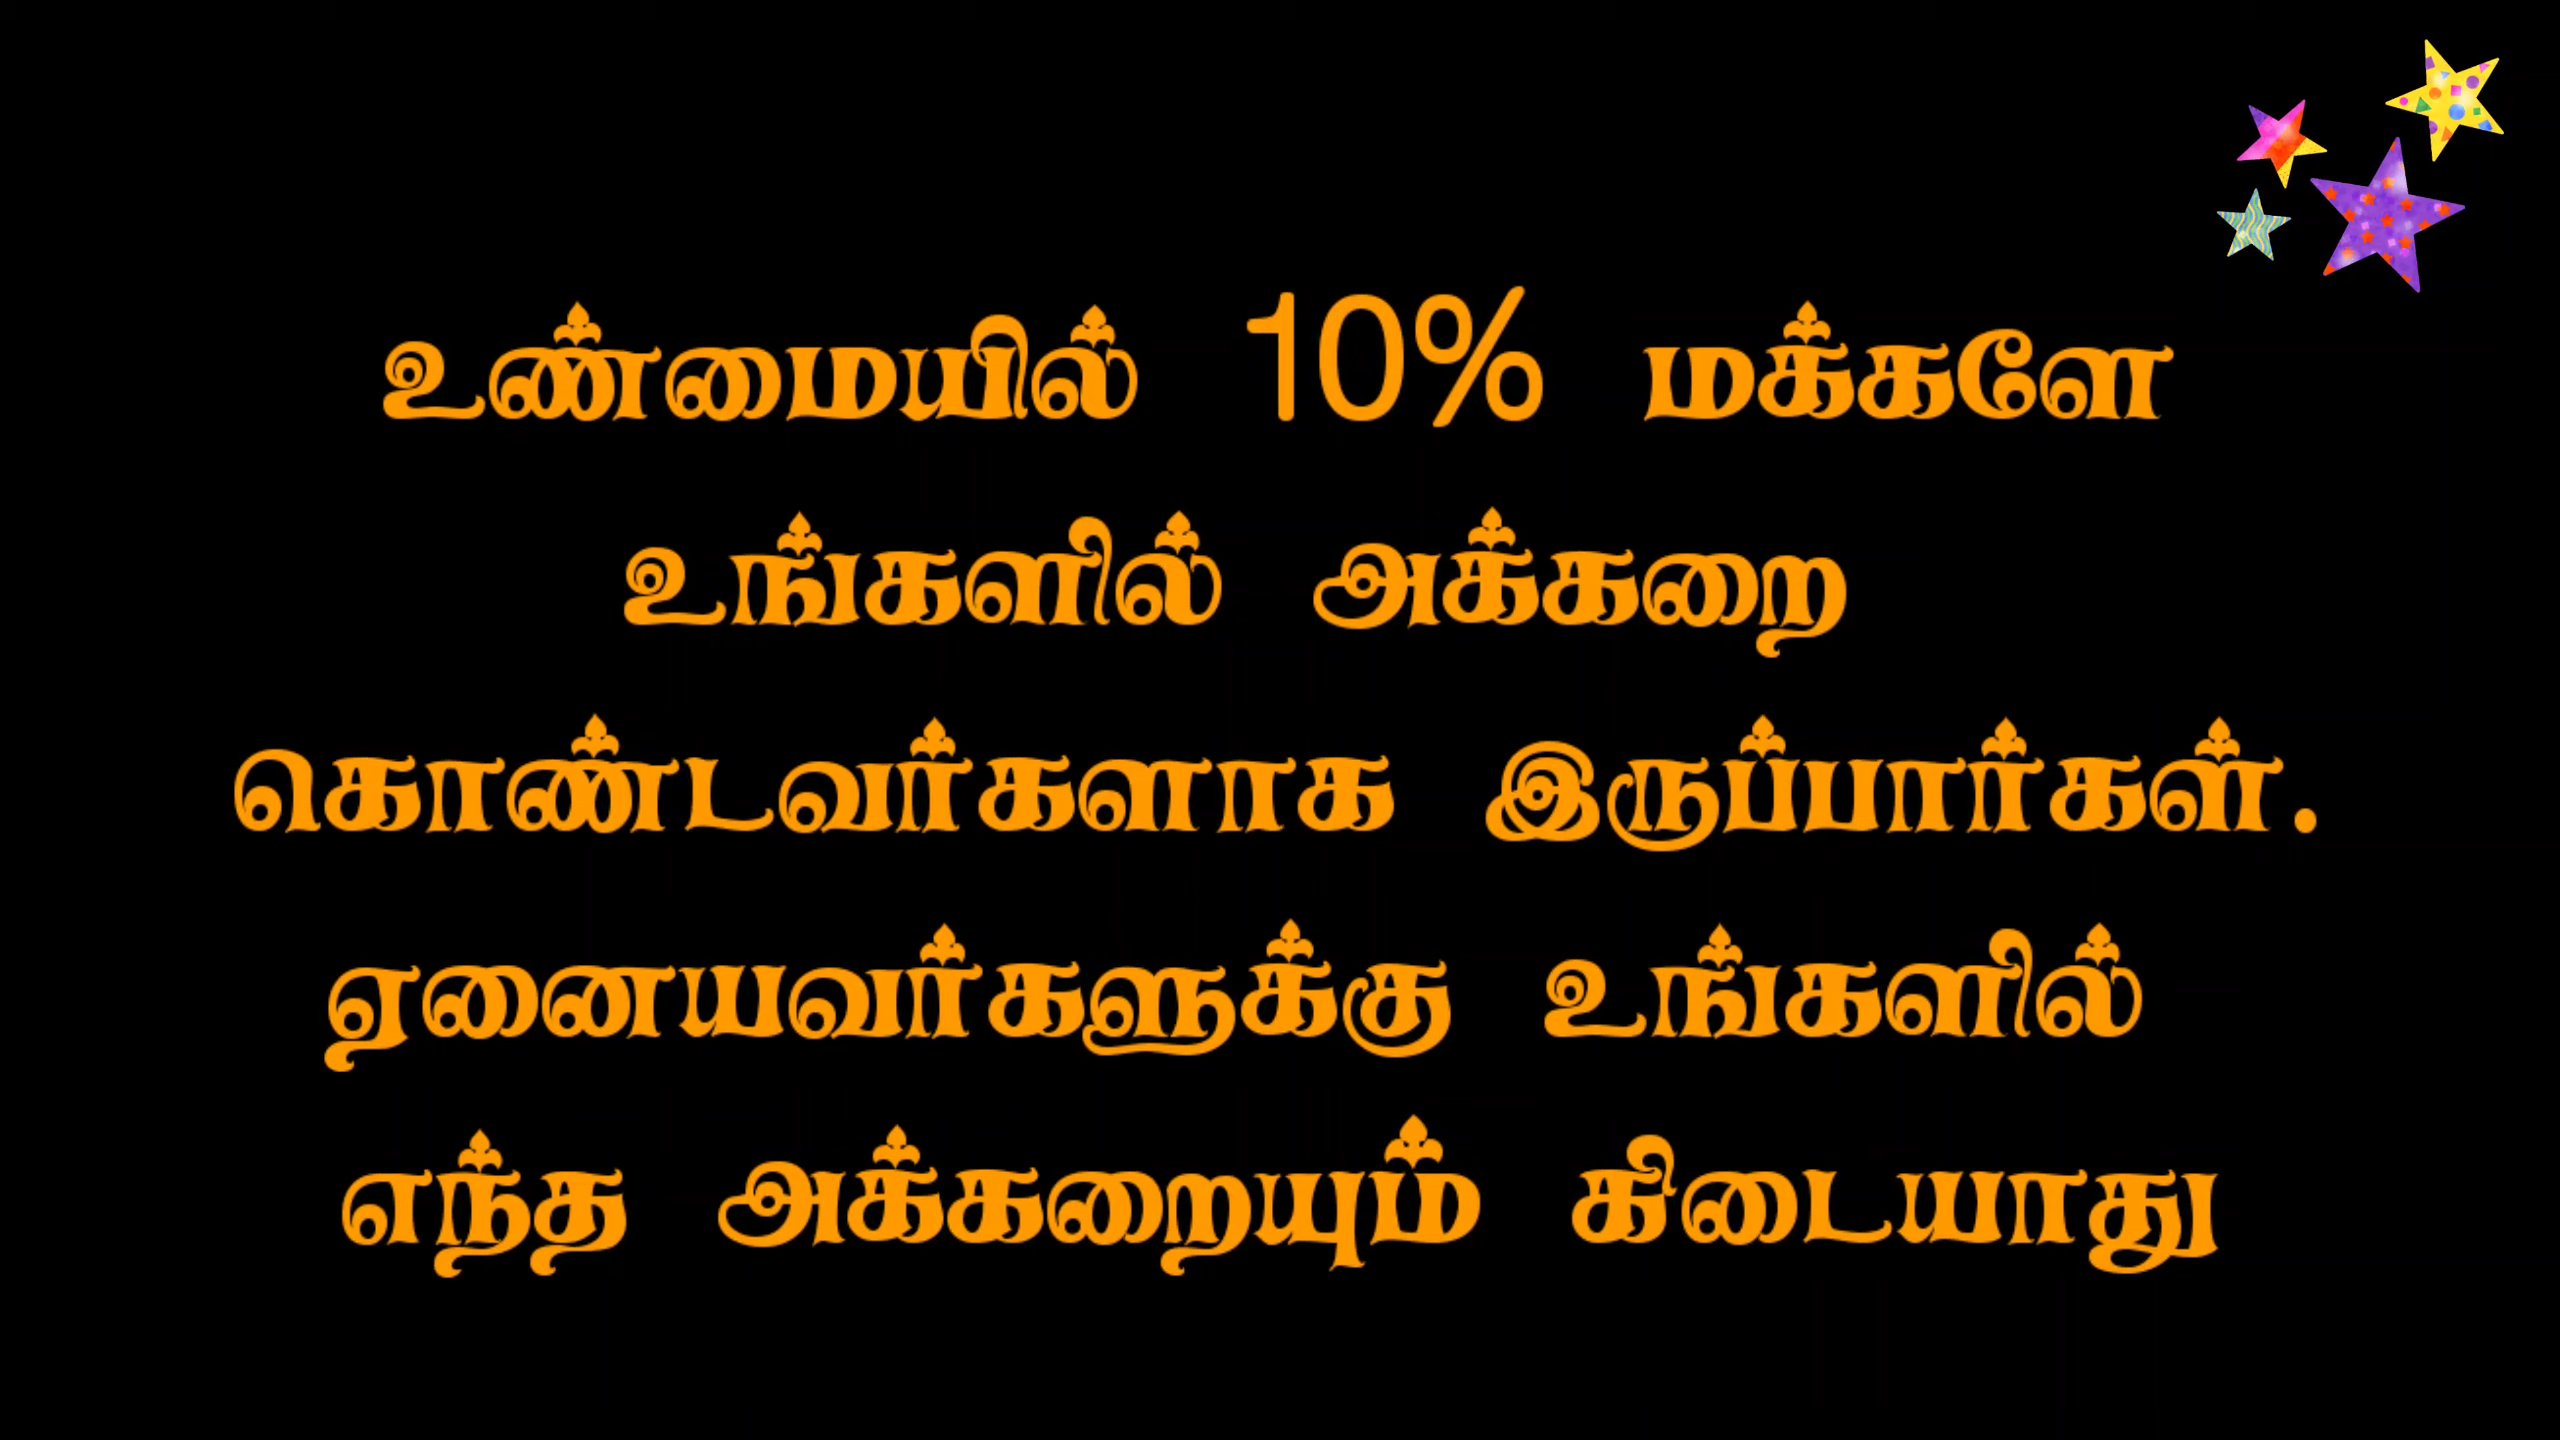 உண்மையில் 10% மக்களே
உங்களில் அக்கறை
கொண்டவர்களாக இருப்பார்கள்.
ஏனையவர்களுக்கு உங்களில்
எந்த அக்கறையும் கிடையாது